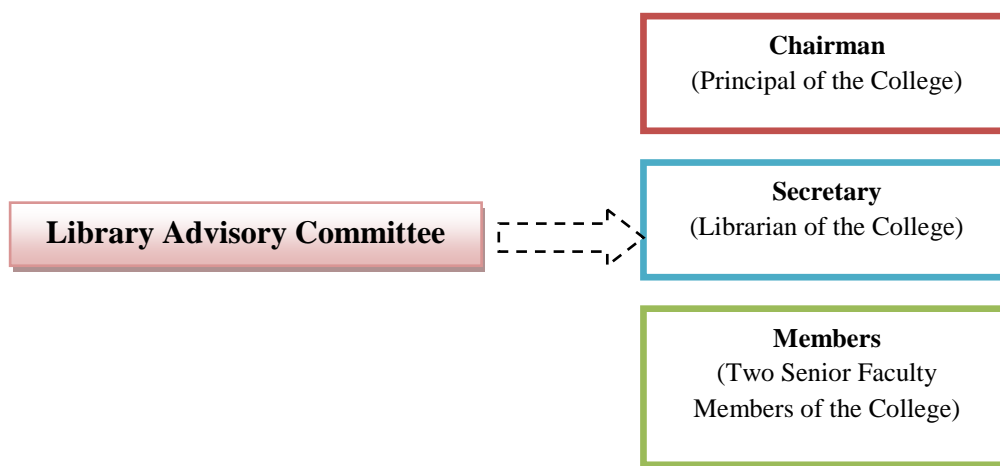 Chairman
(Principal of the College)
Secretary
(Librarian of the College)
Library Advisory Committee
Members
(Two Senior Faculty
Members of the College)